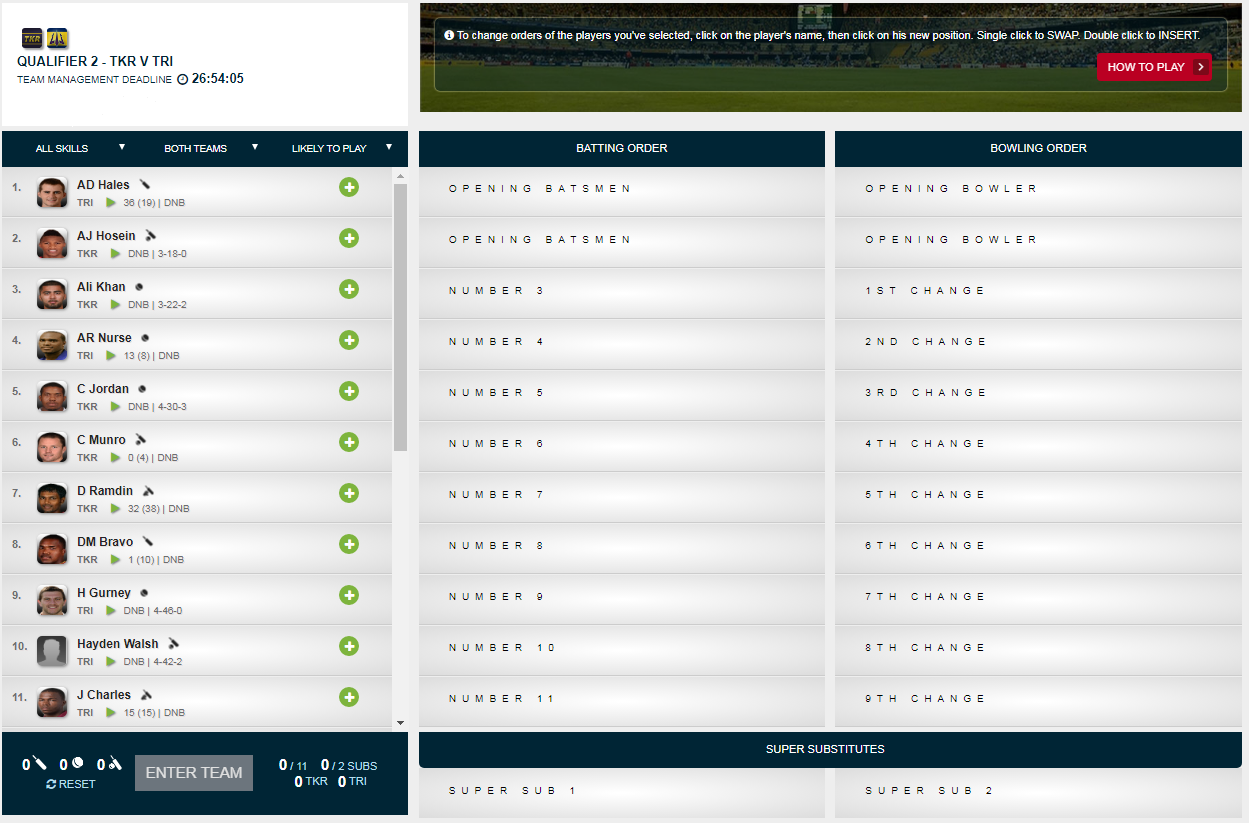 TKR
QUALIFIER 2 - TKR V TRI
TEAM MANAGEMENT DEADLINE 26:54:05
To change orders of the players you've selected, click on the player's name, then click on his new position. Single click to SWAP. Double click to INSERT.
HOW TO PLAY
ALL SKILLS BOTH TEAMS LIKELY TO PLAY
1. AD Hales
TRI 36 (19) | DNB
2. AJ Hosein
TKR DNB | 3-18-0
3. Ali Khan
TKR DNB | 3-22-2
4. AR Nurse
TRI 13 (8) | DNB
5. C Jordan
TKR DNB | 4-30-3
6. C Munro
TKR 0 (4) | DNB
7. D Ramdin
TKR 32 (38) | DNB
8. DM Bravo
TKR 1 (10) | DNB
9. H Gurney
TRI DNB | 4-46-0
10. Hayden Walsh
TRI DNB | 4-42-2
11. J Charles
TRI 15 (15) | DNB
0 0 0
RESET
ENTER TEAM
0 / 11 0 / 2 SUBS
0 TKR 0 TRI
BATTING ORDER
OPENING BATSMEN
OPENING BATSMEN
NUMBER 3
NUMBER 4
NUMBER 5
NUMBER 6
NUMBER 7
NUMBER 8
NUMBER 9
NUMBER 10
NUMBER 11
BOWLING ORDER
OPENING BOWLER
OPENING BOWLER
1ST CHANGE
2ND CHANGE
3RD CHANGE
4TH CHANGE
5TH CHANGE
6TH CHANGE
7TH CHANGE
8TH CHANGE
9TH CHANGE
SUPER SUBSTITUTES
SUPER SUB 1
SUPER SUB 2